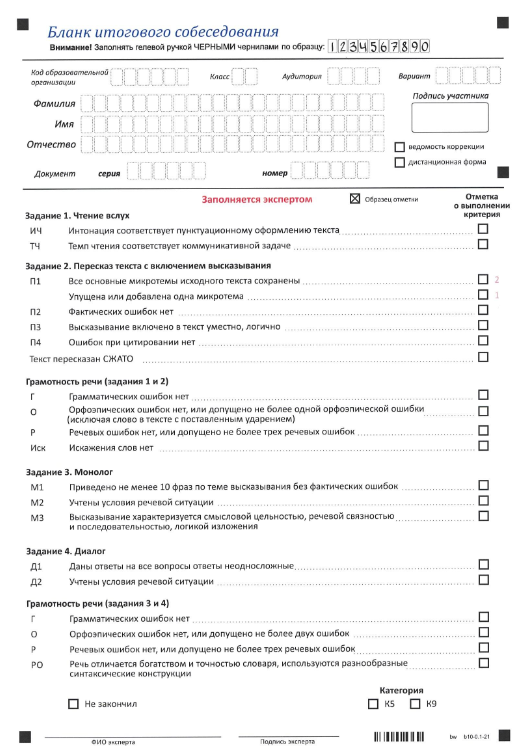 Бланк итогового собеседования
Внимание! Заполнять гелевой ручкой ЧЕРНЫМИ чернилами по образцу: 1 2 3 4 5 6 7 8 9 0
Код образовательной организации Класс Аудитория Вариант
Фамилия
Имя
Отчество
Подпись участника
ведомость коррекции
дистанционная форма
Документ серия номер
Заполняется экспертом Образец отметки Отметка о выполнении критерия
Задание 1. Чтение вслух
ИЧ Интонация соответствует пунктуационному оформлению текста
ТЧ Темп чтения соответствует коммуникативной задаче
Задание 2. Пересказ текста с включением высказывания
П1 Все основные микротемы исходного текста сохранены 2
Упущена или добавлена одна микротема 1
П2 Фактических ошибок нет
П3 Высказывание включено в текст уместно, логично
П4 Ошибок при цитировании нет
Текст пересказан СЖАТО
Грамотность речи (задания 1 и 2)
Г Грамматических ошибок нет
О Орфоэпических ошибок нет, или допущено не более одной орфоэпической ошибки
(исключая слово в тексте с поставленным ударением)
Р Речевых ошибок нет, или допущено не более трех речевых ошибок
Иск Искажения слов нет
Задание 3. Монолог
М1 Приведено не менее 10 фраз по теме высказывания без фактических ошибок
М2 Учтены условия речевой ситуации
М3 Высказывание характеризуется смысловой цельностью, речевой связностью
и последовательностью, логикой изложения
Задание 4. Диалог
Д1 Даны ответы на все вопросы ответы неодносложные
Д2 Учтены условия речевой ситуации
Грамотность речи (задания 3 и 4)
Г Грамматических ошибок нет
О Орфоэпических ошибок нет, или допущено не более двух ошибок
Р Речевых ошибок нет, или допущено не более трех речевых ошибок
РО Речь отличается богатством и точностью словаря, используются разнообразные
синтаксические конструкции
Категория
Не закончил К5 К9
ФИО эксперта Подпись эксперта bw b10-0.1-21